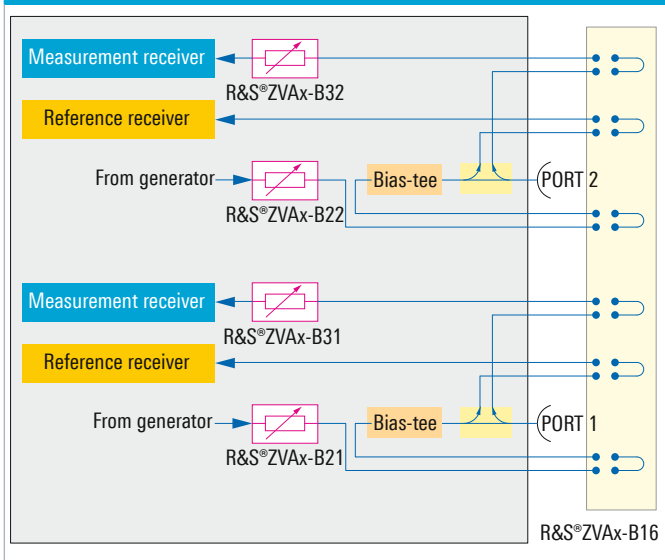 Measurement receiver
R&S®ZVAx-B32
Reference receiver
From generator
R&S®ZVAx-B22
Bias-tee
PORT 2
Measurement receiver
R&S®ZVAx-B31
Reference receiver
From generator
R&S®ZVAx-B21
Bias-tee
PORT 1
R&S®ZVAx-B16